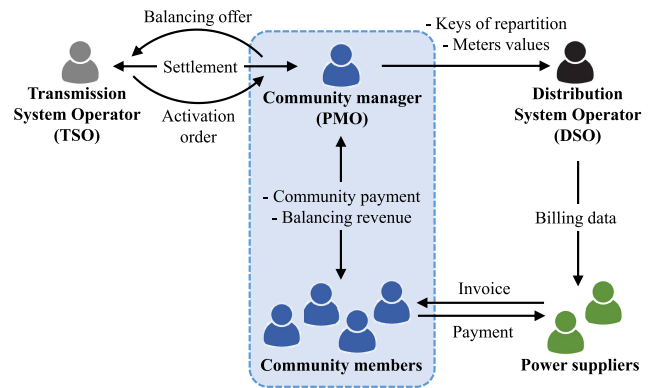 Balancing offer
Settlement
Activation
order
Transmission
System Operator
(TSO)
Community manager
(PMO)
- Keys of repartition
- Meters values
Distribution
System Operator
(DSO)
- Community payment
- Balancing revenue
Billing data
Invoice
Payment
Community members
Power suppliers